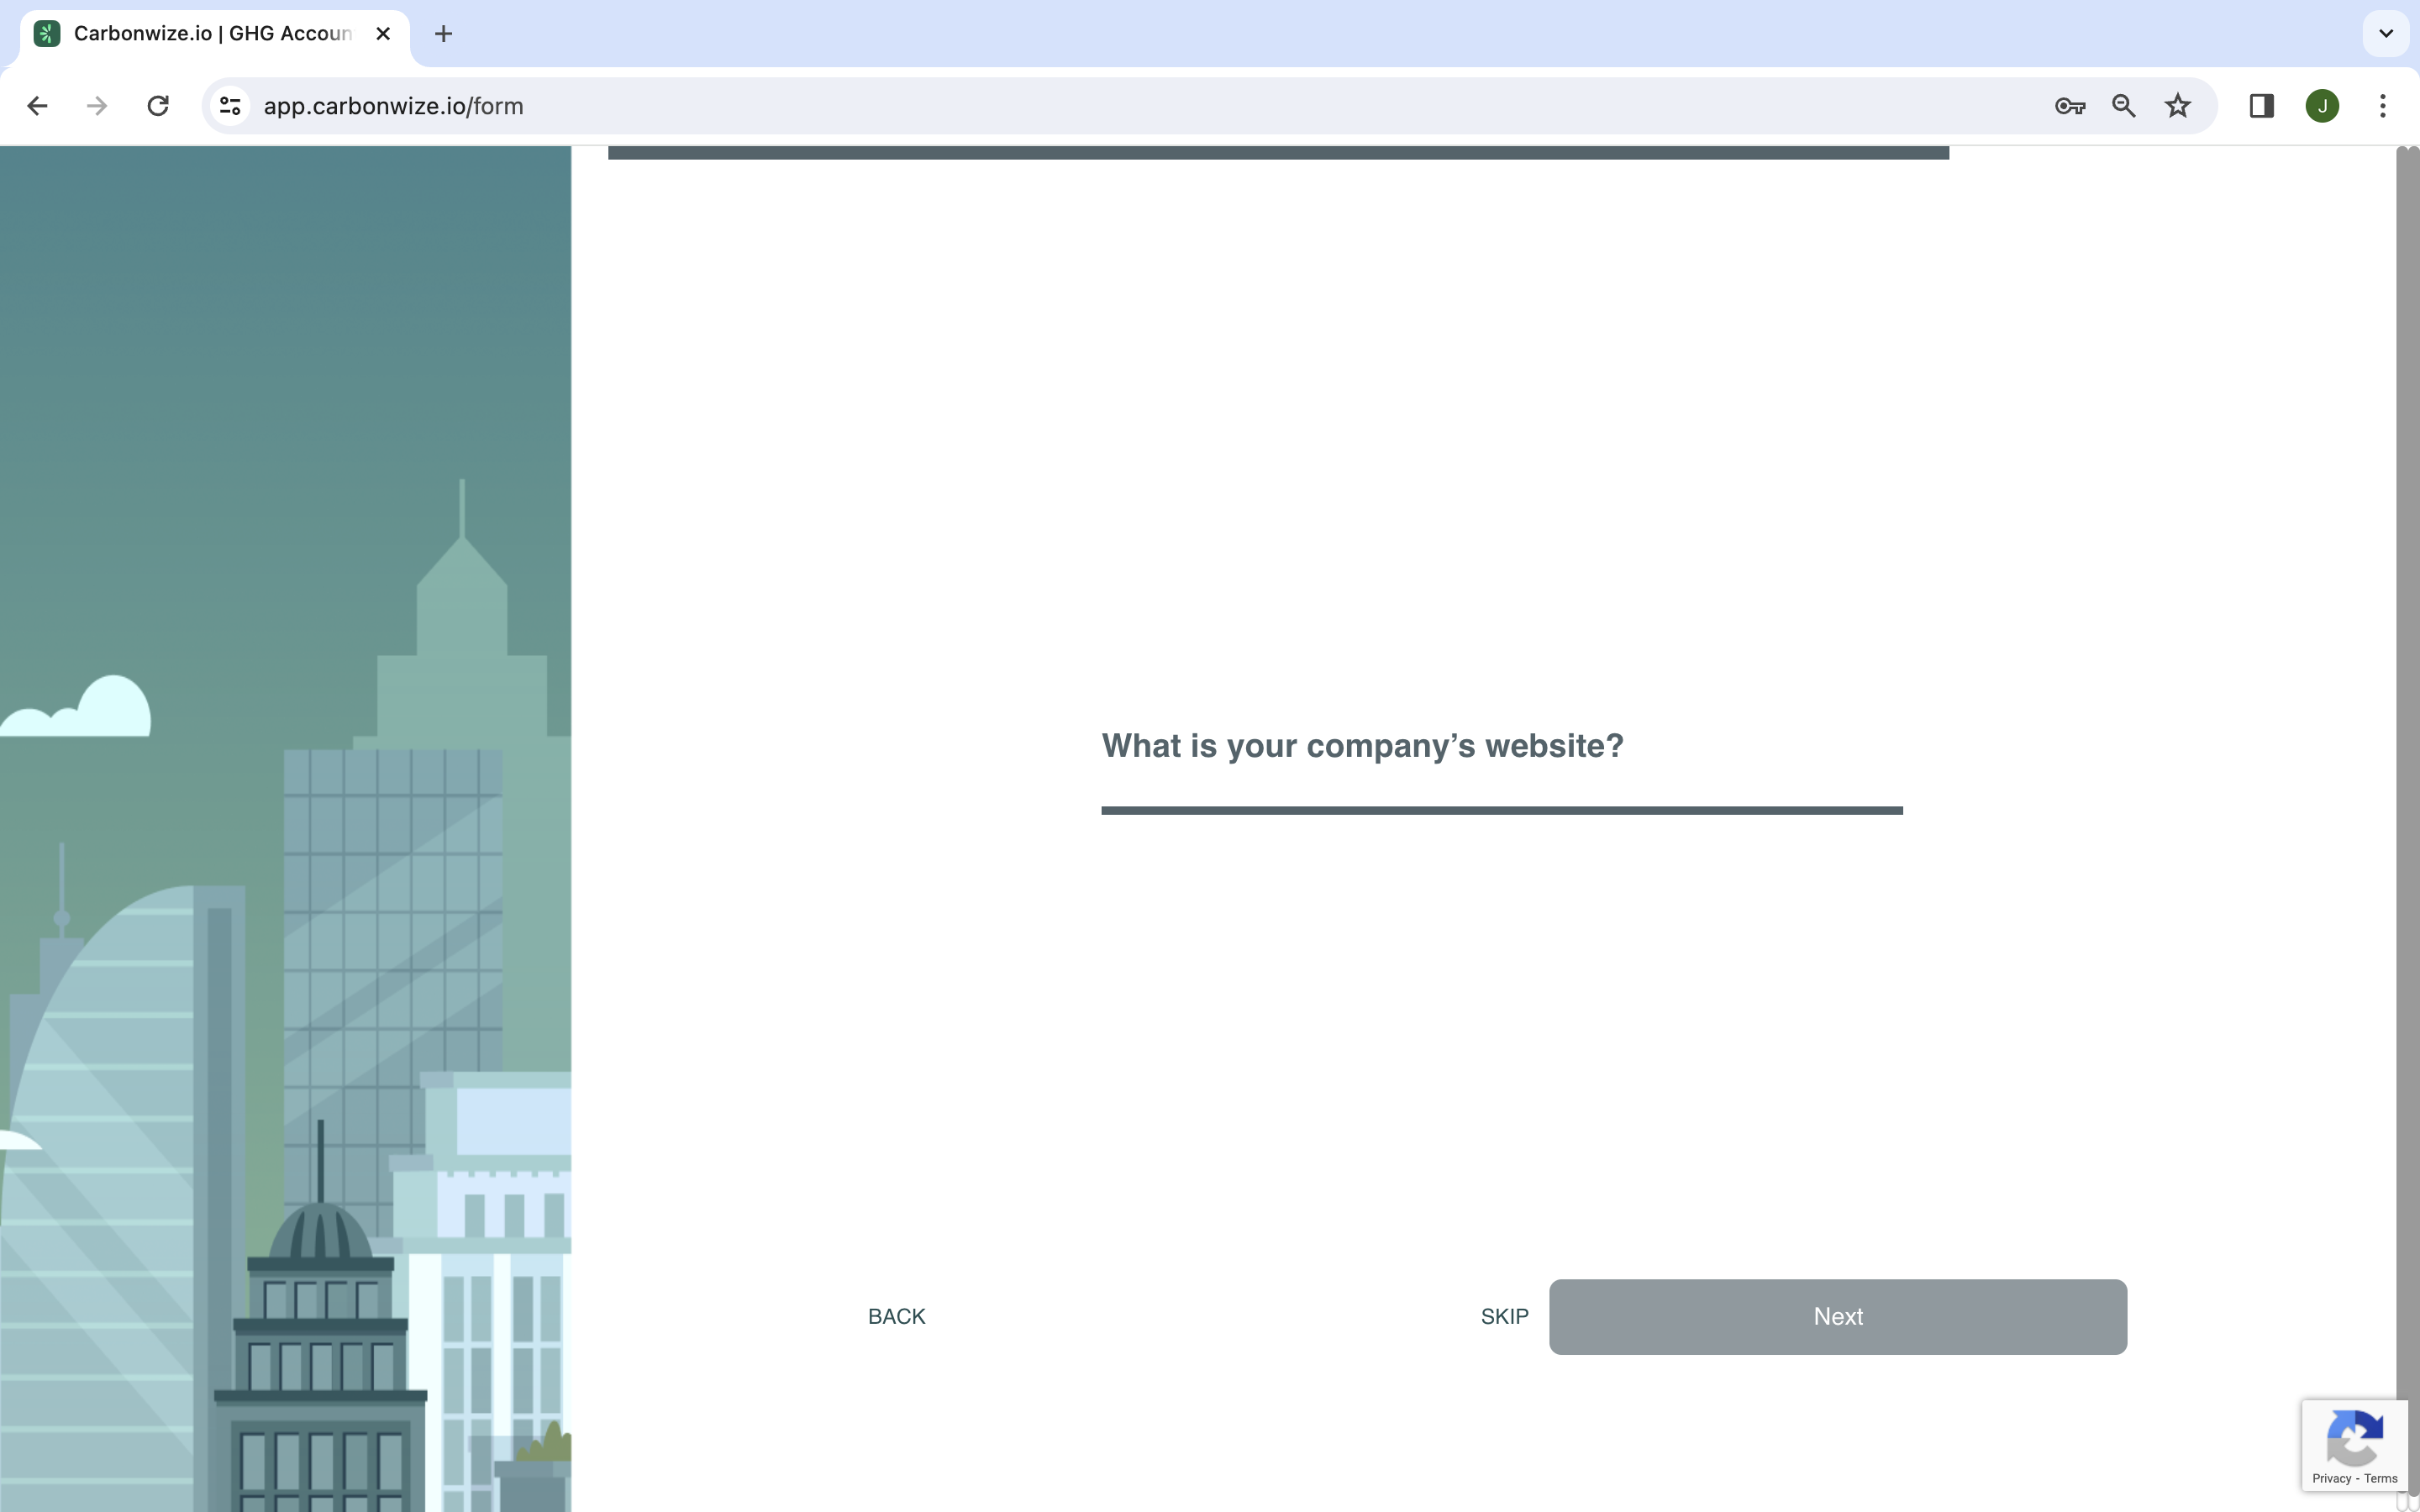 Carbonwize.io | GHG Accoun
app.carbonwize.io/form
J
What is your company’s website?
BACK
SKIP
Next
Privacy - Terms